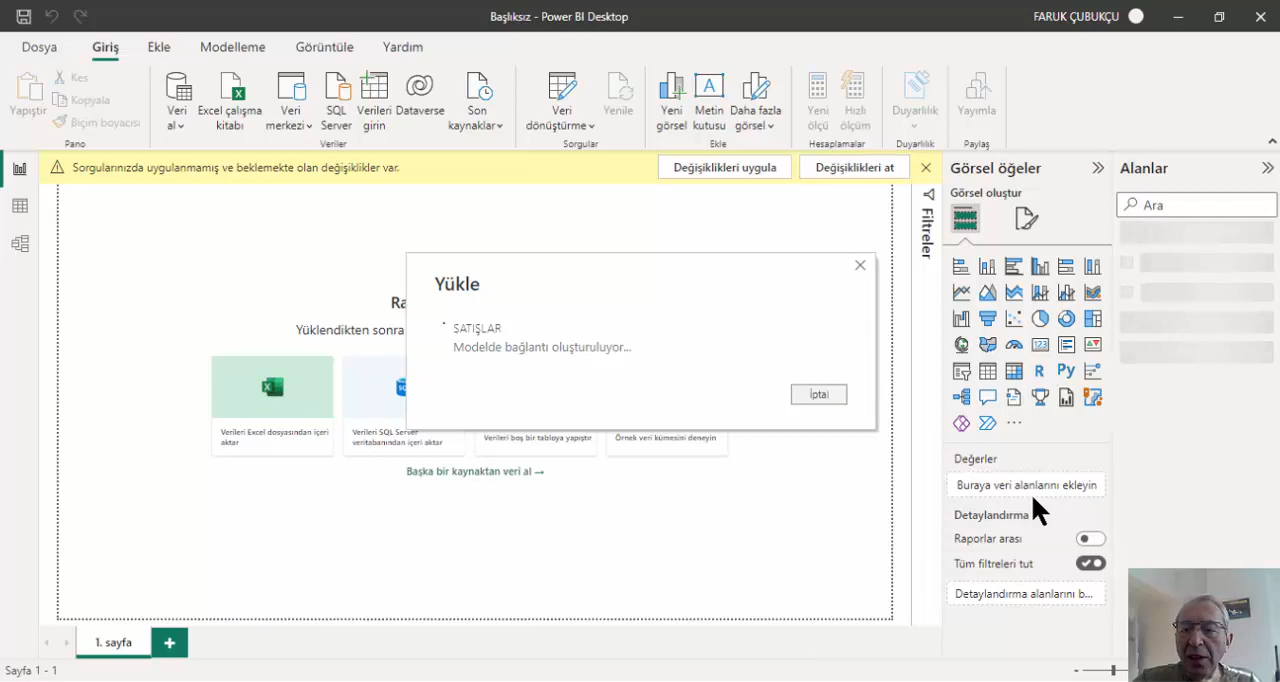 Başlıksız - Power BI Desktop
FARUK ÇUBUKÇU
Dosya
Giriş
Ekle
Modelleme
Görüntüle
Yardım
Yapıştır
Kes
Kopyala
Biçim boyacısı
Pano
Veri
al
Excel çalışma
kitabı
Veri
merkezi
SQL
Server
Verileri
girin
Dataverse
Son
kaynaklar
Veriler
Veri
dönüştürme
Yenile
Sorgular
Yeni
görsel
Metin
kutusu
Daha fazla
görsel
Ekle
Yeni
ölçü
Hızlı
ölçüm
Hesaplamalar
Duyarlılık
Duyarlılık
Yayımla
Paylaş
Sorgularınızda uygulanmamış ve beklemekte olan değişiklikler var.
Değişiklikleri uygula
Değişiklikleri at
Filtreler
Görsel öğeler
Görsel oluştur
Alanlar
Ara
Ra
Yüklendikten sonra
Yükle
SATIŞLAR
Modelde bağlantı oluşturuluyor...
İptal
Verileri Excel dosyasından içeri
aktar
Verileri SQL Server
veritabanından içeri aktar
Verileri boş bir tabloya yapıştır
Örnek veri kümesini deneyin
Başka bir kaynaktan veri al →
123
R
Py
Değerler
Buraya veri alanlarını ekleyin
Detaylandırma
Raporlar arası
Tüm filtreleri tut
Detaylandırma alanlarını b...
1. sayfa
Sayfa 1 - 1